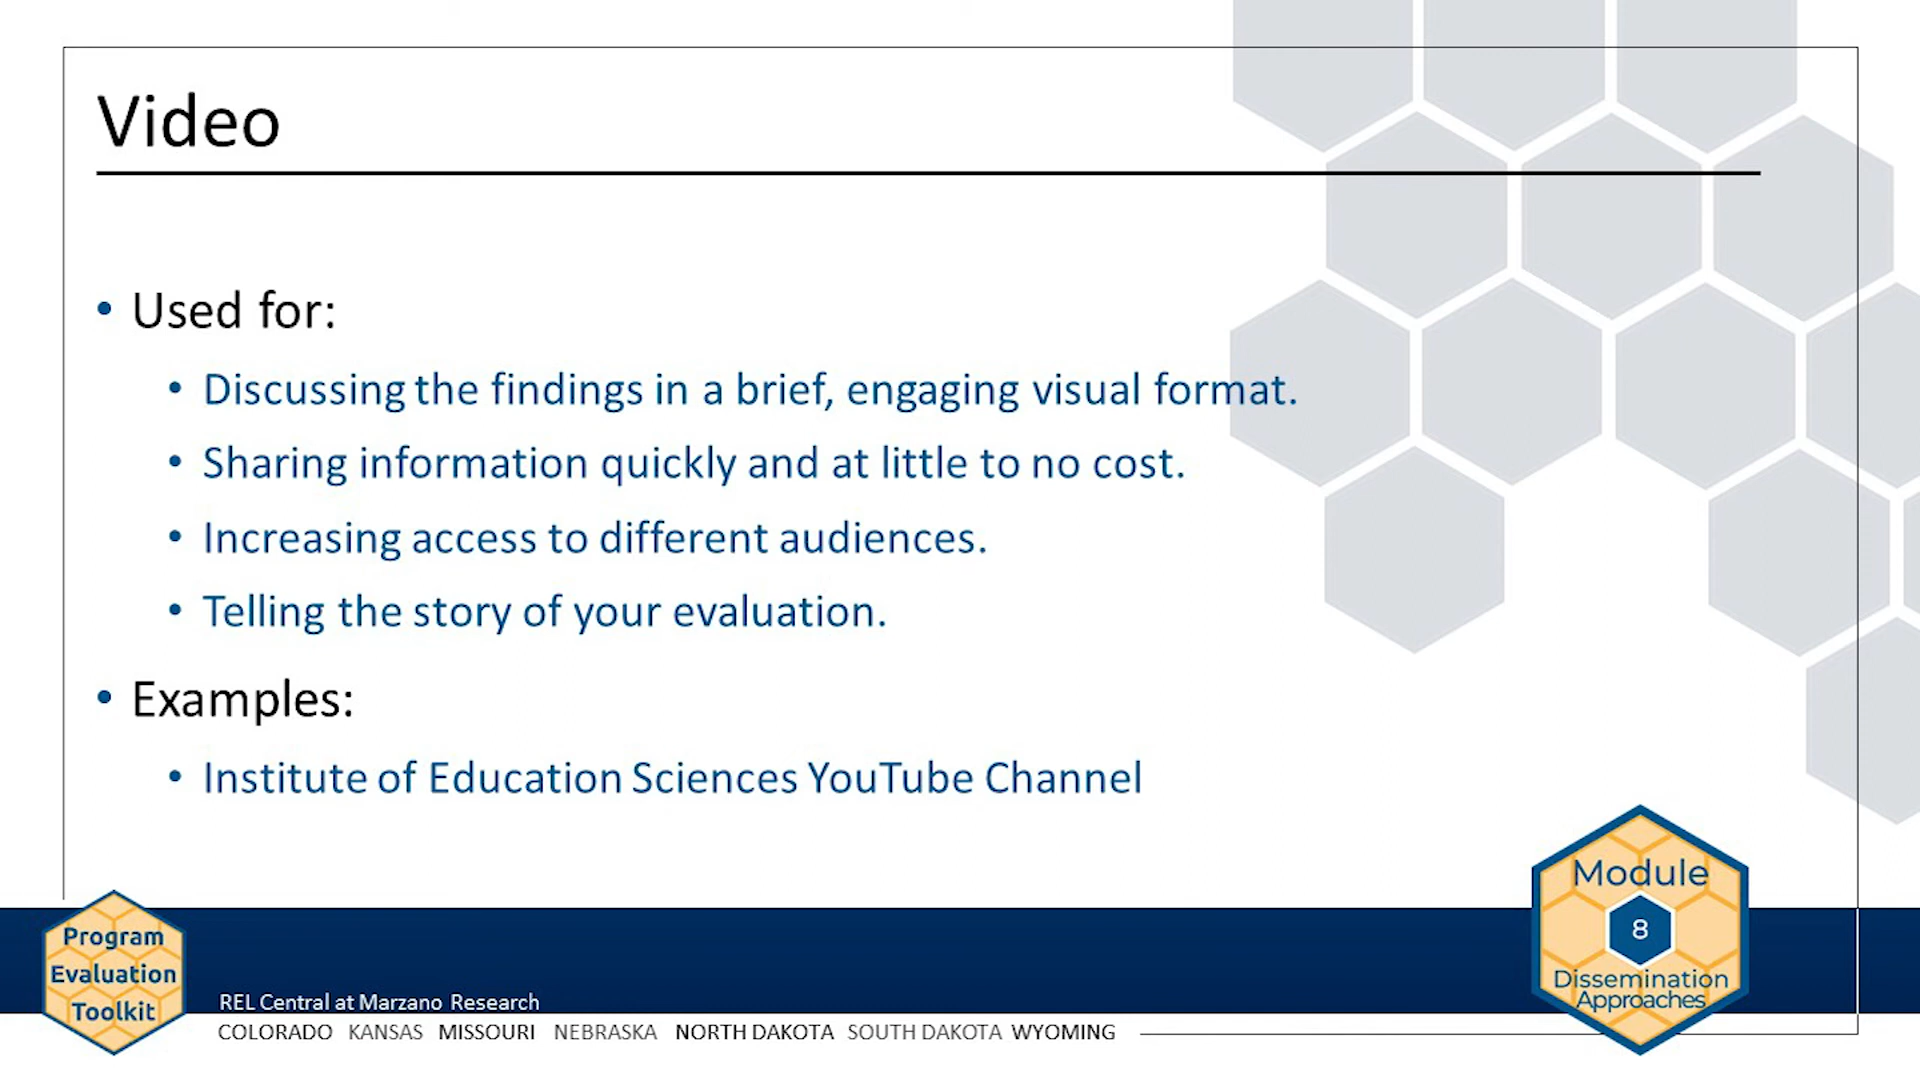 Video
• Used for:
• Discussing the findings in a brief, engaging visual format.
• Sharing information quickly and at little to no cost.
• Increasing access to different audiences.
• Telling the story of your evaluation.
• Examples:
• Institute of Education Sciences YouTube Channel
Program
Evaluation
Toolkit
REL Central at Marzano Research
COLORADO KANSAS MISSOURI NEBRASKA NORTH DAKOTA SOUTH DAKOTA WYOMING
Module
8
Dissemination
Approaches